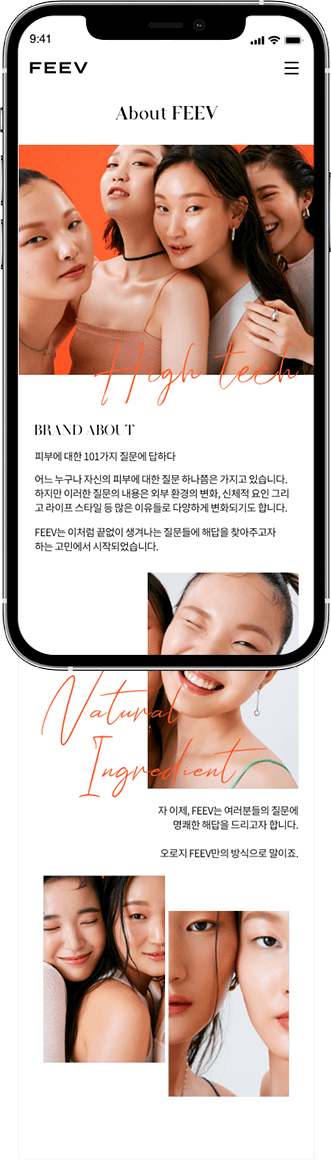 9:41
FEEV
About FEEV
High tech
BRAND ABOUT
피부에 대한 101가지 질문에 답하다
어느 누구나 자신의 피부에 대한 질문 하나쯤은 가지고 있습니다.
하지만 이러한 질문의 내용은 외부 환경의 변화, 신체적 요인 그리
고 라이프 스타일 등 많은 이유들로 다양하게 변화되기도 합니다.
FEEV는 이처럼 끝없이 생겨나는 질문들에 해답을 찾아주고자
하는 고민에서 시작되었습니다.
Natural
Ingredient
자 이제, FEEV는 여러분들의 질문에
명쾌한 해답을 드리고자 합니다.
오로지 FEEV만의 방식으로 말이죠.